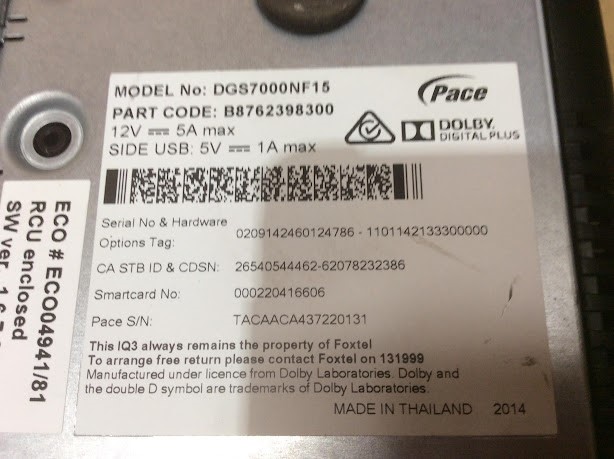 MODEL No: DGS7000NF15
PART CODE: B8762398300
12V ⎓ 5A max
SIDE USB: 5V ⎓ 1A max
Pace
DOLBY
DIGITAL PLUS
Serial No & Hardware
Options Tag: 0209142460124786 - 1101142133300000
CA STB ID & CDSN: 26540544462-62078232386
Smartcard No: 000220416606
Pace S/N: TACAACA437220131
This IQ3 always remains the property of Foxtel
To arrange free return please contact Foxtel on 131999
Manufactured under licence from Dolby Laboratories. Dolby and
the double D symbol are trademarks of Dolby Laboratories.
MADE IN THAILAND 2014
ECO # ECO04941/81
RCU enclosed
SW ver.